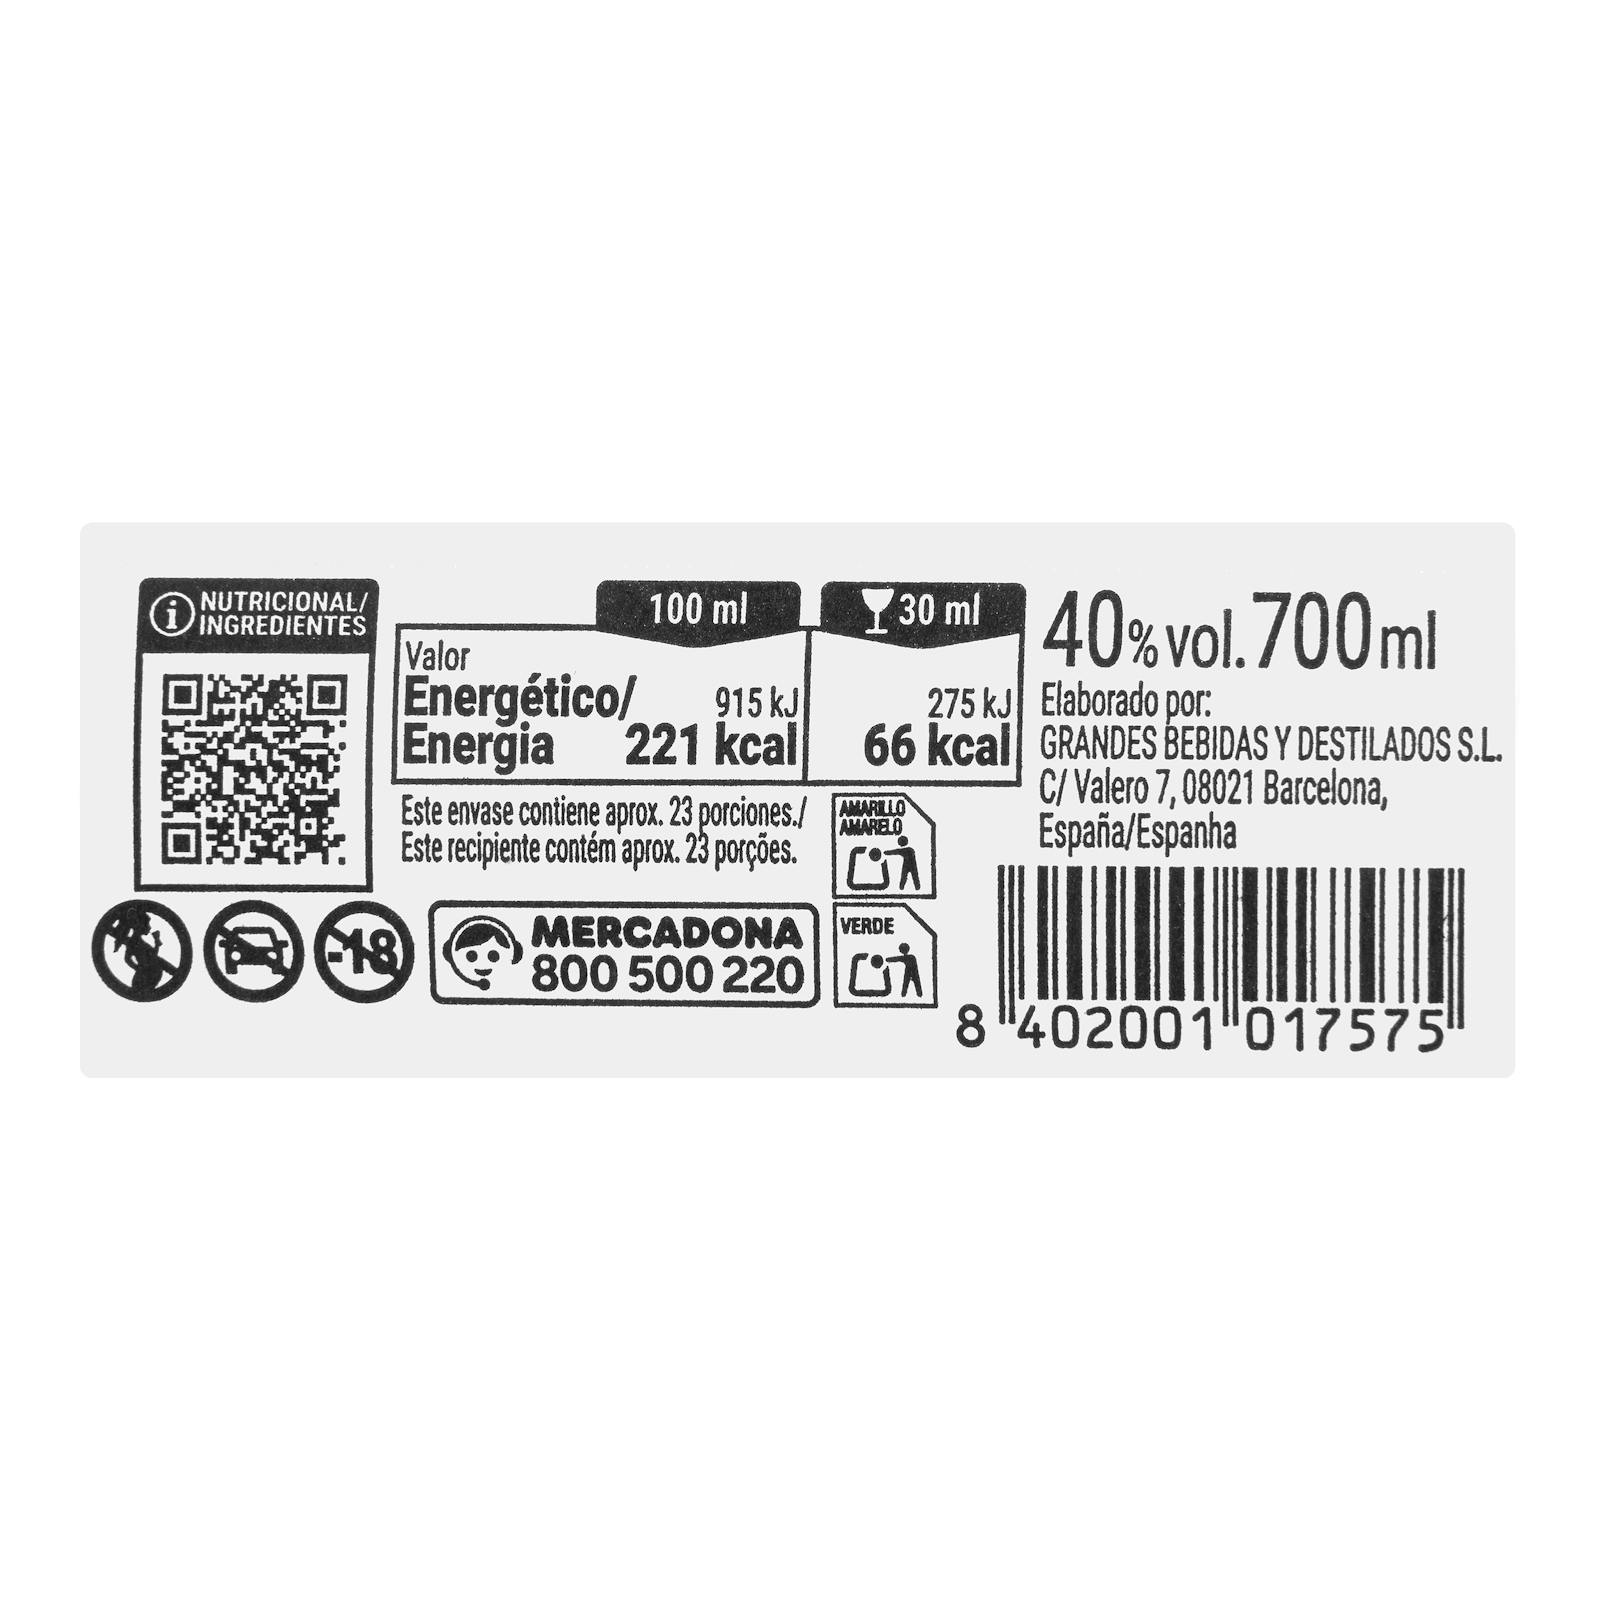 NUTRICIONAL/
INGREDIENTES
100 ml
30 ml
Valor
Energético/
Energia
915 kJ
221 kcal
275 kJ
66 kcal
Este envase contiene aprox. 23 porciones./
Este recipiente contém aprox. 23 porções.
-18
MERCADONA
800 500 220
AMARILLO
AMARELO
VERDE
40% vol. 700 ml
Elaborado por:
GRANDES BEBIDAS Y DESTILADOS S.L.
C/ Valero 7, 08021 Barcelona,
España/Espanha
8 402001 017575